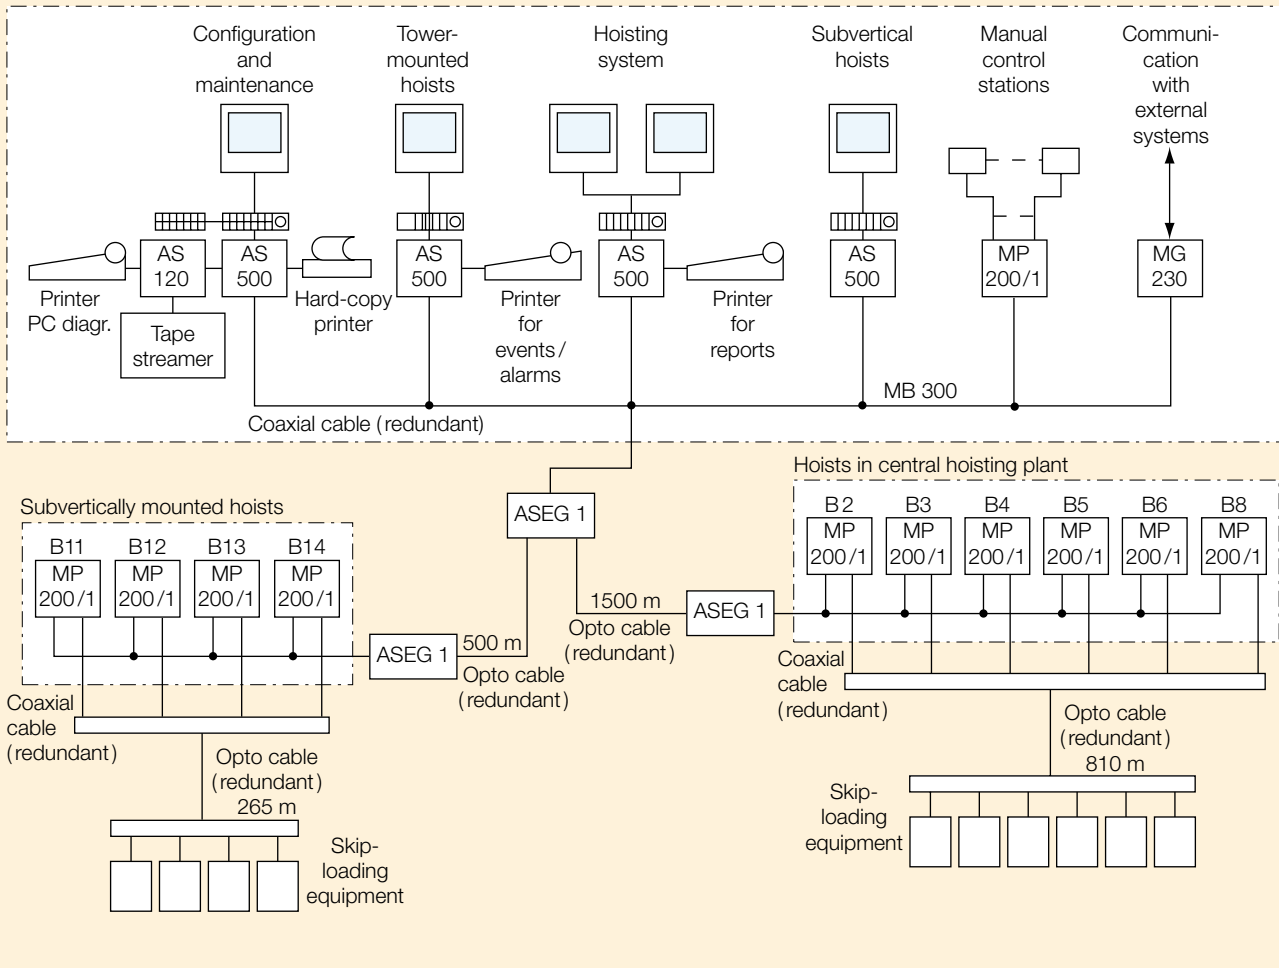 Configuration
and
maintenance
Tower-
mounted
hoists
Hoisting
system
Subvertical
hoists
Manual
control
stations
Communi-
cation
with
external
systems
AS
120
AS
500
AS
500
AS
500
AS
500
MP
200/1
MG
230
Printer
PC diagr.
Tape
streamer
Hard-copy
printer
Printer
for
events/
alarms
Printer
for
reports
MB 300
Coaxial cable (redundant)
ASEG 1
Subvertically mounted hoists
B11
MP
200/1
B12
MP
200/1
B13
MP
200/1
B14
MP
200/1
ASEG 1
500 m
Opto cable
(redundant)
Coaxial
cable
(redundant)
Opto cable
(redundant)
265 m
Skip-
loading
equipment
1500 m
Opto cable
(redundant)
ASEG 1
Hoists in central hoisting plant
B2
MP
200/1
B3
MP
200/1
B4
MP
200/1
B5
MP
200/1
B6
MP
200/1
B8
MP
200/1
Coaxial
cable
(redundant)
Opto cable
(redundant)
810 m
Skip-
loading
equipment